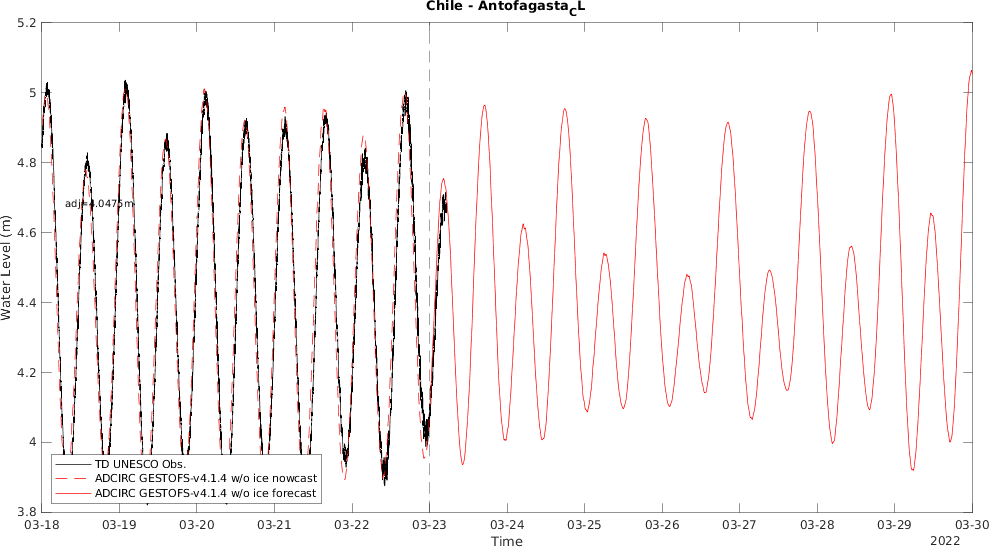 Chile - Antofagasta_CL
5.2
5
4.8
4.6
4.4
4.2
4
3.8
Water Level (m)
adj=4.0475m
TD UNESCO Obs.
ADCIRC GESTOFS-v4.1.4 w/o ice nowcast
ADCIRC GESTOFS-v4.1.4 w/o ice forecast
03-18 03-19 03-20 03-21 03-22 03-23 03-24 03-25 03-26 03-27 03-28 03-29 03-30
Time
2022